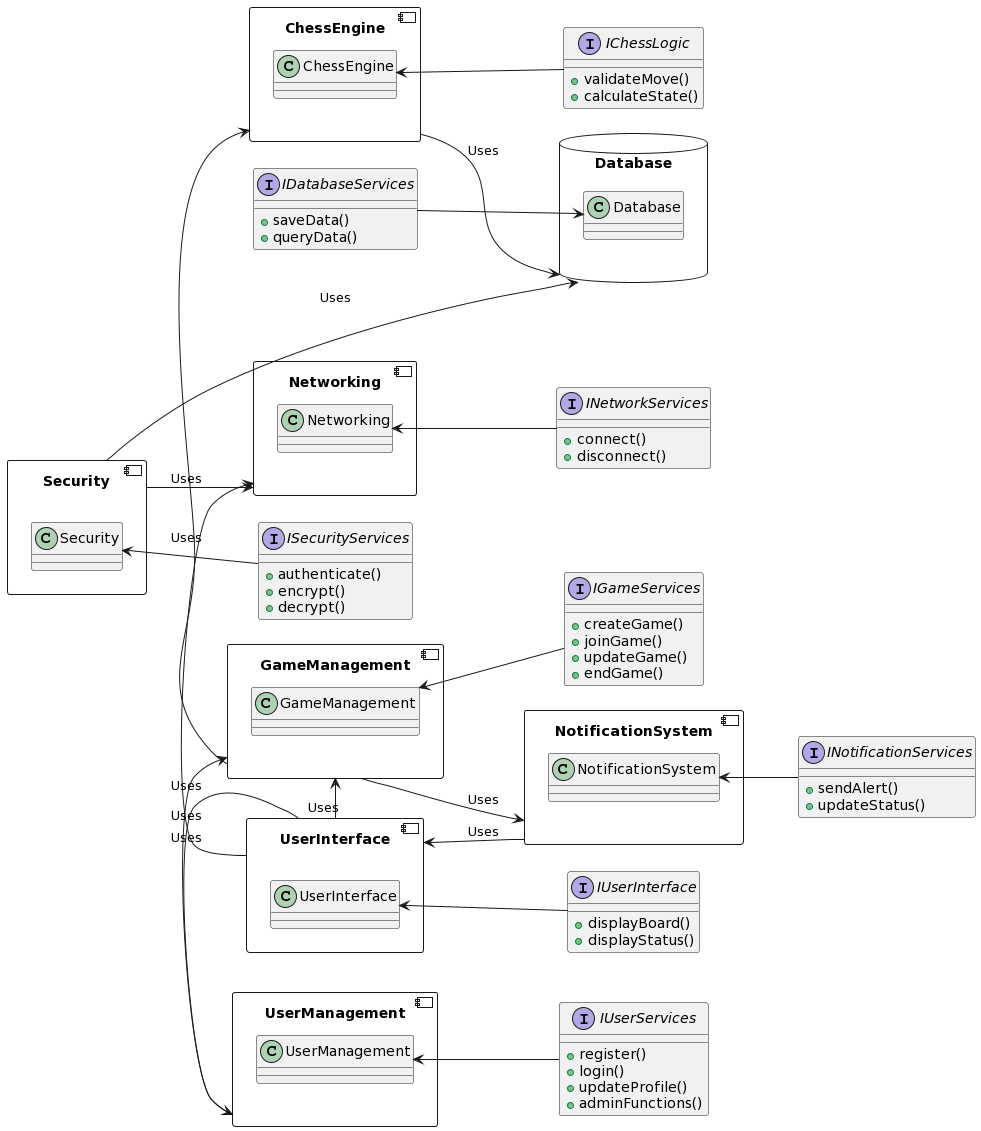 ChessEngine
C ChessEngine
I IChessLogic
validateMove()
calculateState()
Uses
Database
C Database
I IDatabaseServices
saveData()
queryData()
Uses
Networking
C Networking
I INetworkServices
connect()
disconnect()
Security
C Security
Uses
Uses
I ISecurityServices
authenticate()
encrypt()
decrypt()
I IGameServices
createGame()
joinGame()
updateGame()
endGame()
GameManagement
C GameManagement
NotificationSystem
C NotificationSystem
I INotificationServices
sendAlert()
updateStatus()
Uses
Uses
Uses
Uses
Uses
Uses
UserInterface
C UserInterface
I IUserInterface
displayBoard()
displayStatus()
UserManagement
C UserManagement
I IUserServices
register()
login()
updateProfile()
adminFunctions()